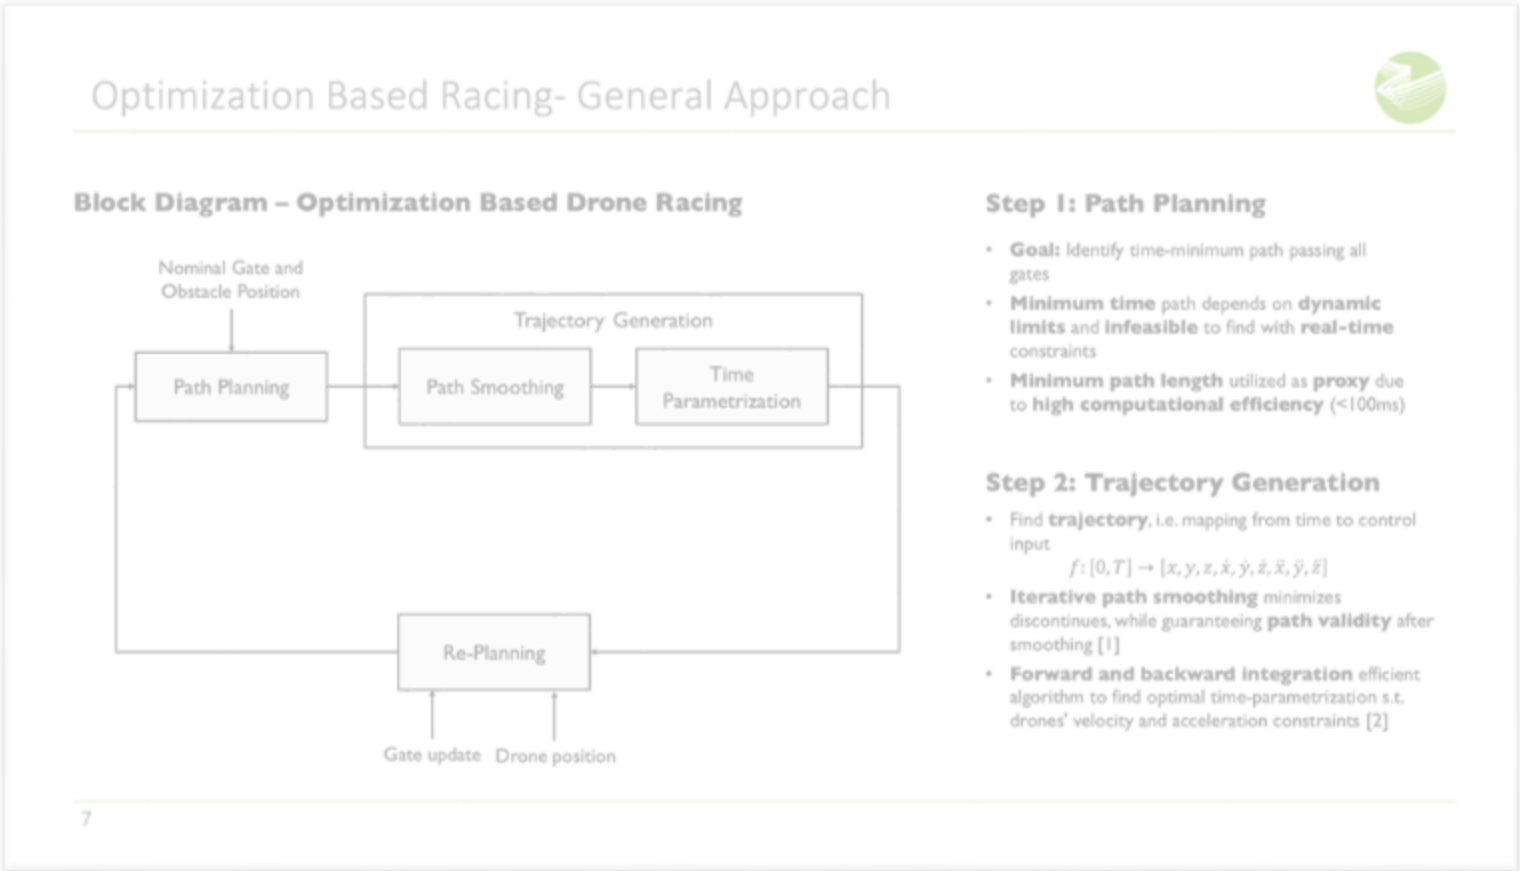 Optimization Based Racing- General Approach
Block Diagram – Optimization Based Drone Racing
Nominal Gate and
Obstacle Position
Trajectory Generation
Path Planning
Path Smoothing
Time
Parametrization
Re-Planning
Gate update
Drone position
Step 1: Path Planning
• Goal: Identify time-minimum path passing all
gates
• Minimum time path depends on dynamic
limits and infeasible to find with real-time
constraints
• Minimum path length utilized as proxy due
to high computational efficiency (<100ms)
Step 2: Trajectory Generation
• Find trajectory, i.e. mapping from time to control
input
f: [0, T] → [x, y, z, ẋ, ẏ, ż, ẍ, ÿ, z̈]
• Iterative path smoothing minimizes
discontinues, while guaranteeing path validity after
smoothing [1]
• Forward and backward integration efficient
algorithm to find optimal time-parametrization s.t.
drones' velocity and acceleration constraints [2]
7